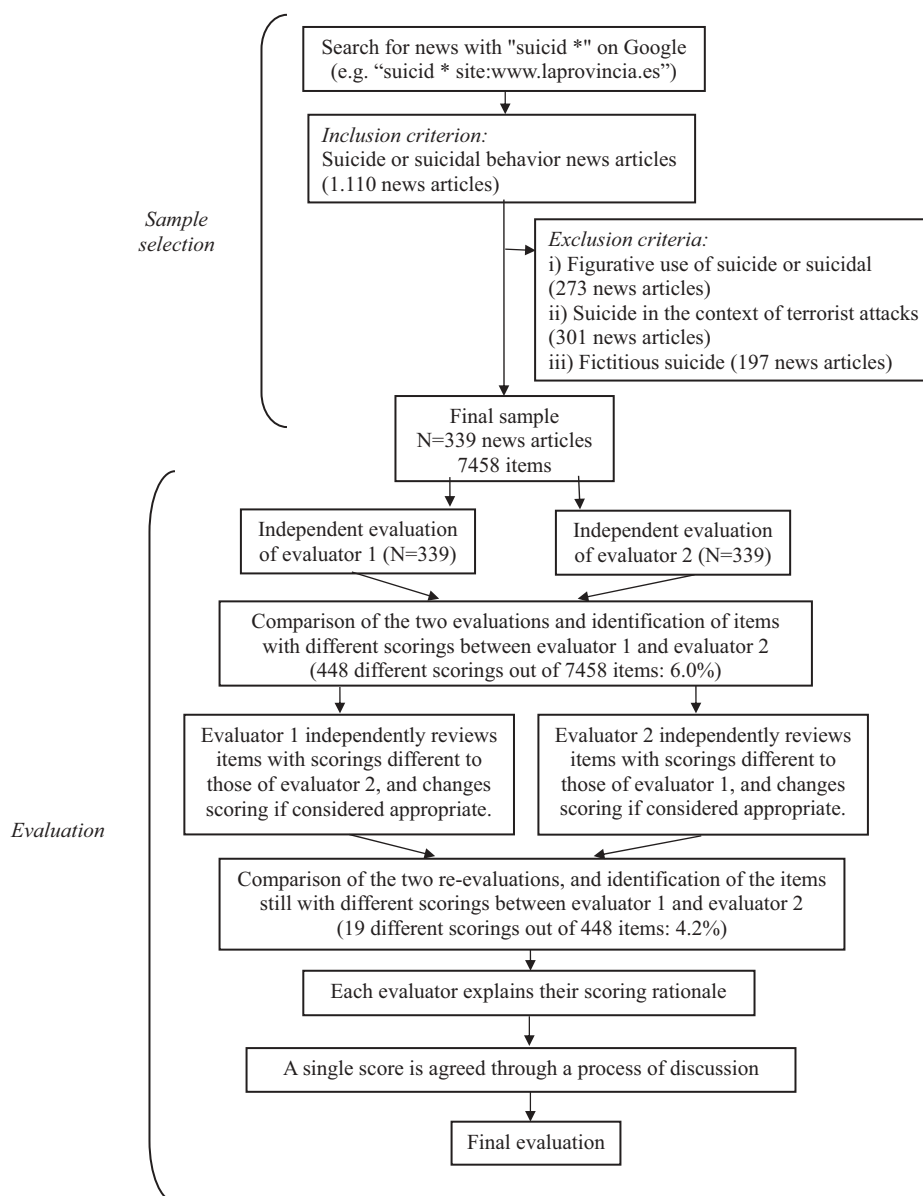 Search for news with "suicid *" on Google
(e.g. “suicid * site:www.laprovincia.es”)
Inclusion criterion:
Suicide or suicidal behavior news articles
(1.110 news articles)
Sample
selection
Exclusion criteria:
i) Figurative use of suicide or suicidal
(273 news articles)
ii) Suicide in the context of terrorist attacks
(301 news articles)
iii) Fictitious suicide (197 news articles)
Final sample
N=339 news articles
7458 items
Independent evaluation
of evaluator 1 (N=339)
Independent evaluation
of evaluator 2 (N=339)
Comparison of the two evaluations and identification of items
with different scorings between evaluator 1 and evaluator 2
(448 different scorings out of 7458 items: 6.0%)
Evaluator 1 independently reviews
items with scorings different to
those of evaluator 2, and changes
scoring if considered appropriate.
Evaluator 2 independently reviews
items with scorings different to
those of evaluator 1, and changes
scoring if considered appropriate.
Evaluation
Comparison of the two re-evaluations, and identification of the items
still with different scorings between evaluator 1 and evaluator 2
(19 different scorings out of 448 items: 4.2%)
Each evaluator explains their scoring rationale
A single score is agreed through a process of discussion
Final evaluation